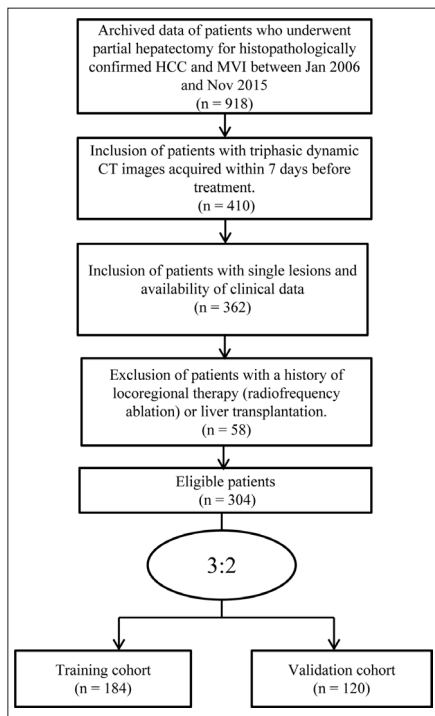 Archived data of patients who underwent
partial hepatectomy for histopathologically
confirmed HCC and MVI between Jan 2006
and Nov 2015
(n = 918)
Inclusion of patients with triphasic dynamic
CT images acquired within 7 days before
treatment.
(n = 410)
Inclusion of patients with single lesions and
availability of clinical data
(n = 362)
Exclusion of patients with a history of
locoregional therapy (radiofrequency
ablation) or liver transplantation.
(n = 58)
Eligible patients
(n = 304)
3:2
Training cohort
(n = 184)
Validation cohort
(n = 120)